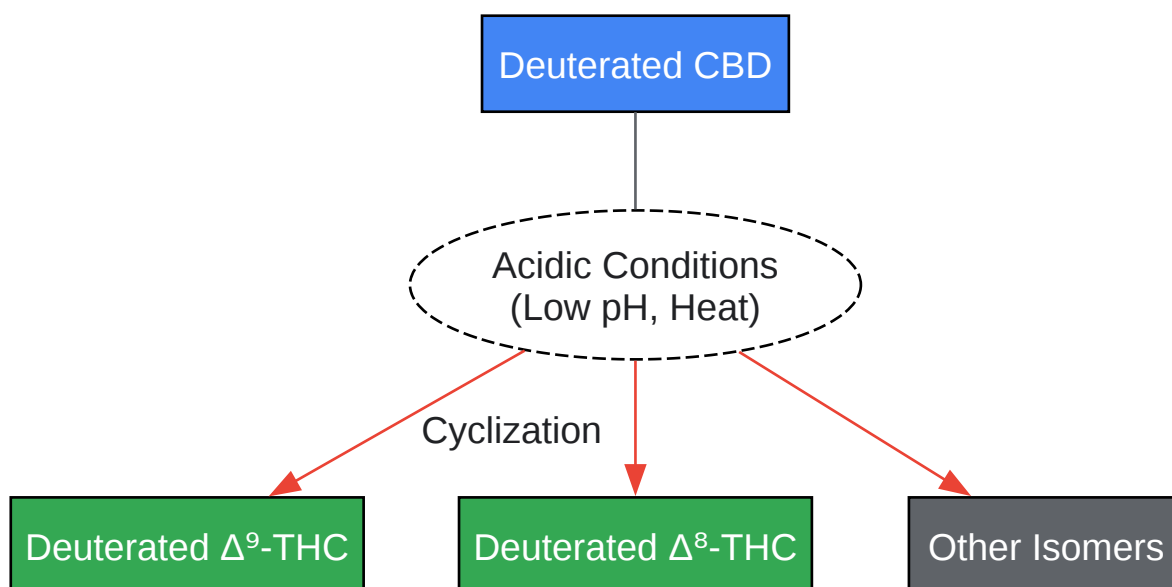 Deuterated CBD
Acidic Conditions
(Low pH, Heat)
Cyclization
Deuterated Δ⁹-THC
Deuterated Δ⁸-THC
Other Isomers